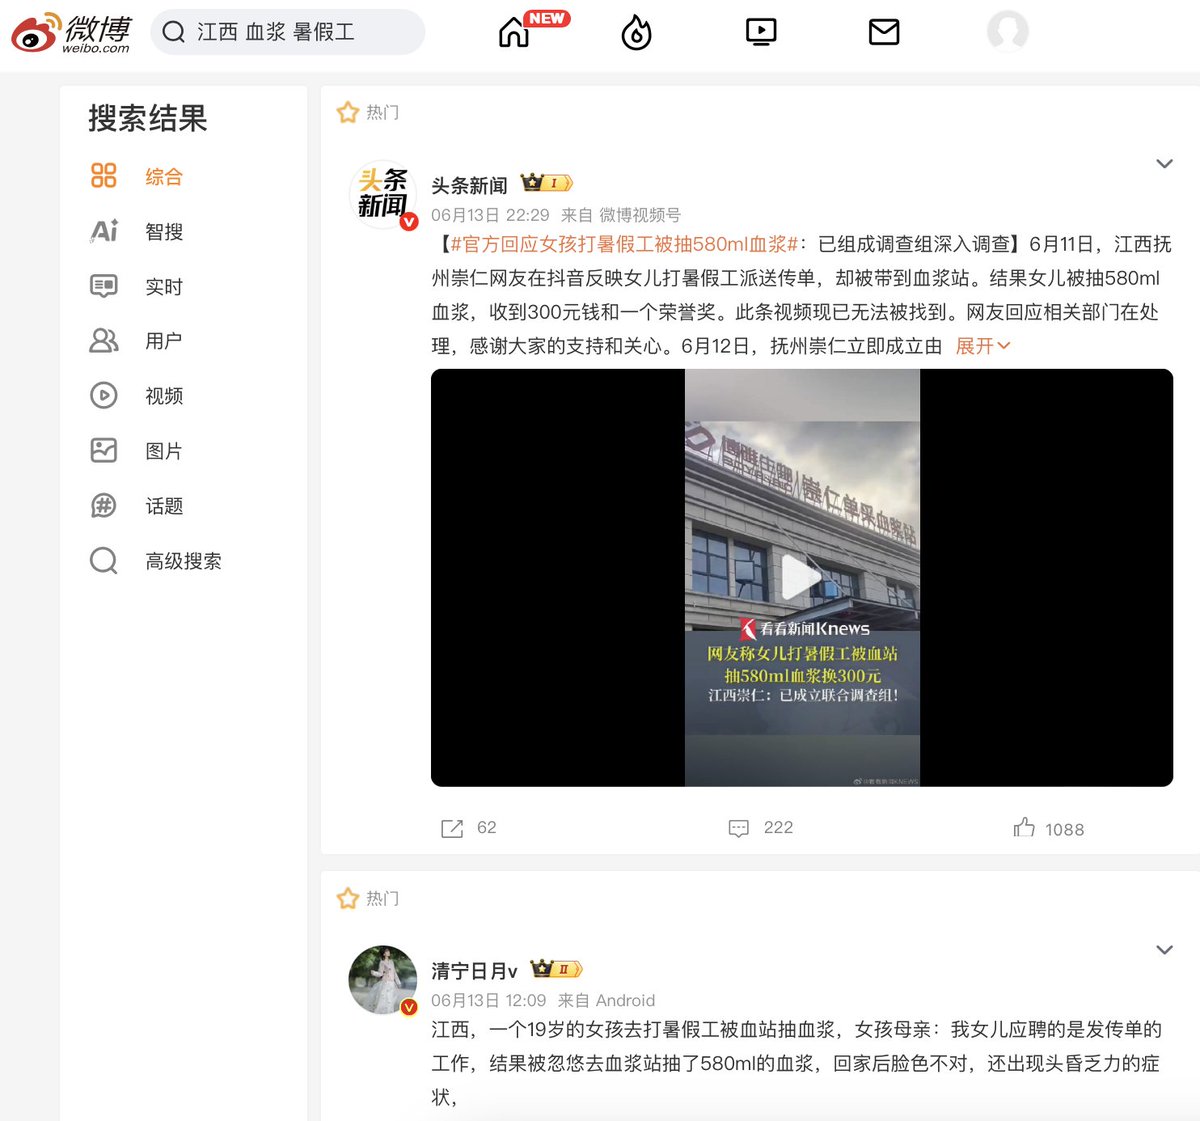 微博
weibo.com
江西 血浆 暑假工
NEW
搜索结果
综合
Ai 智搜
实时
用户
视频
图片
话题
高级搜索
热门
头条
新闻
头条新闻 I
06月13日 22:29 来自 微博视频号
【#官方回应女孩打暑假工被抽580ml血浆#：已组成调查组深入调查】6月11日，江西抚
州崇仁网友在抖音反映女儿打暑假工派送传单，却被带到血浆站。结果女儿被抽580ml
血浆，收到300元钱和一个荣誉奖。此条视频现已无法被找到。网友回应相关部门在处
理，感谢大家的支持和关心。6月12日，抚州崇仁立即成立由 展开
崇仁单采血浆站
看看新闻Knews
网友称女儿打暑假工被血站
抽580ml血浆换300元
江西崇仁：已成立联合调查组！
@看看新闻KNEWS
62
222
1088
热门
清宁日月v II
06月13日 12:09 来自 Android
江西，一个19岁的女孩去打暑假工被血站抽血浆，女孩母亲：我女儿应聘的是发传单的
工作，结果被忽悠去血浆站抽了580ml的血浆，回家后脸色不对，还出现头昏乏力的症
状，